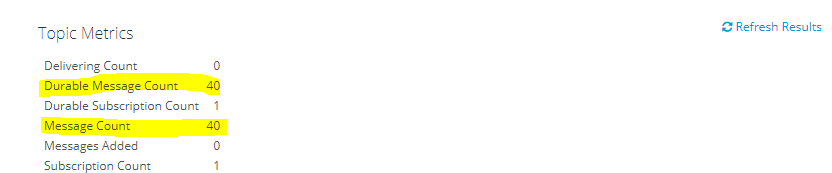 Refresh Results
Topic Metrics
Delivering Count 0
Durable Message Count 40
Durable Subscription Count 1
Message Count 40
Messages Added 0
Subscription Count 1